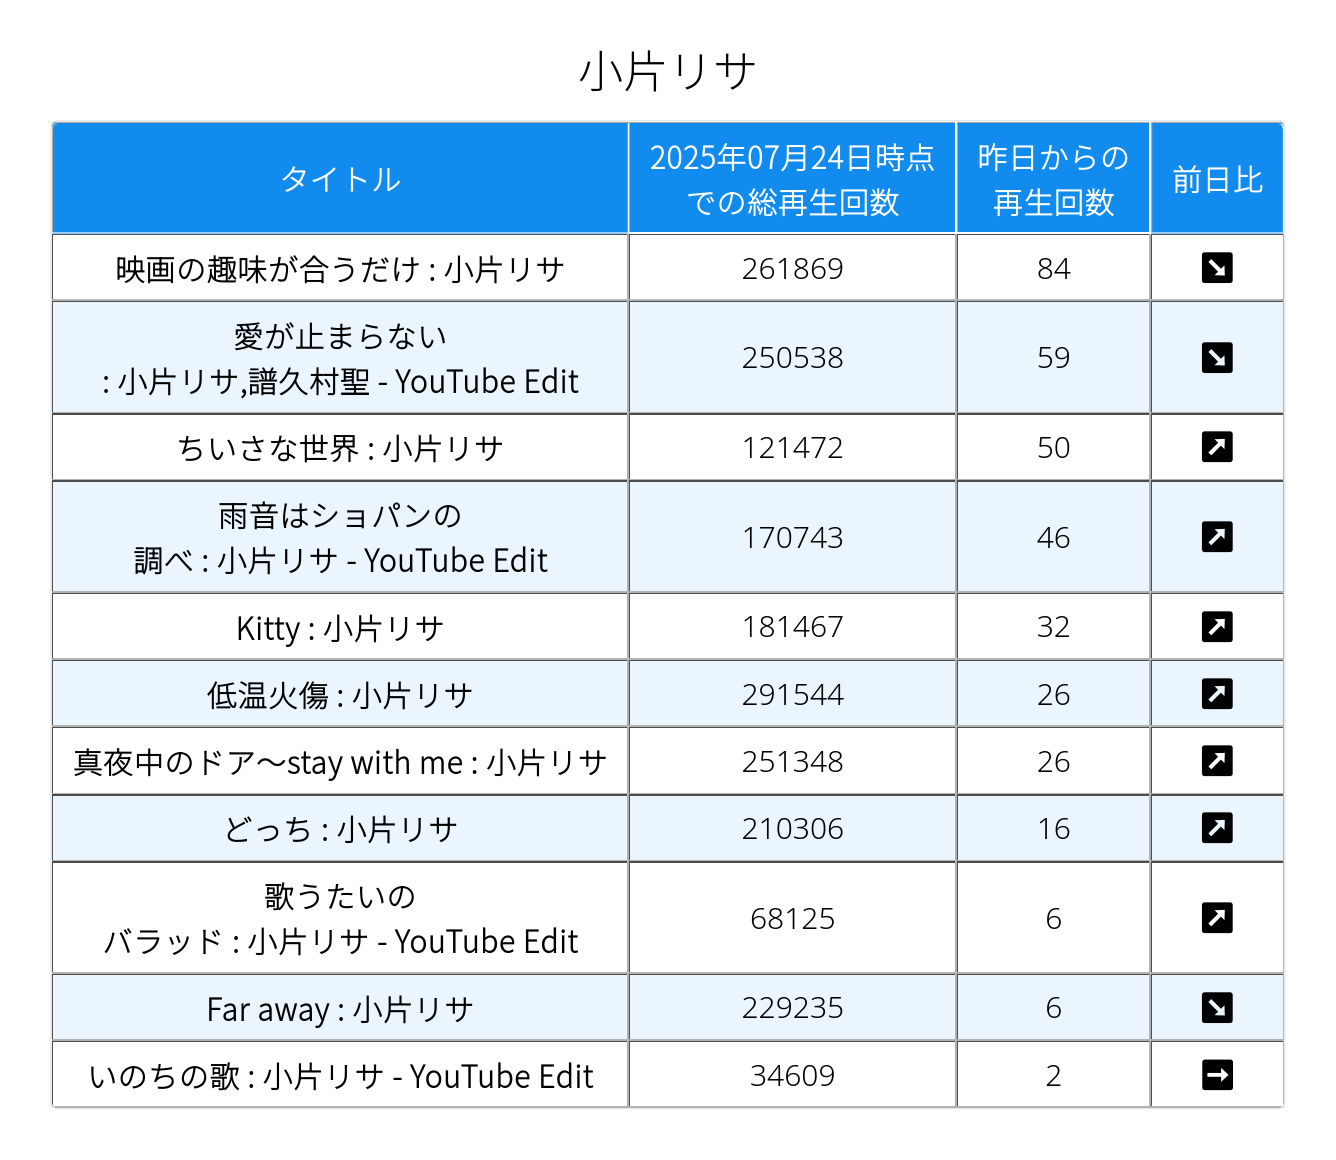 小片リサ
タイトル
2025年07月24日時点
での総再生回数
昨日からの
再生回数
前日比
映画の趣味が合うだけ : 小片リサ
261869
84
↘
愛が止まらない
: 小片リサ,譜久村聖 - YouTube Edit
250538
59
↘
ちいさな世界 : 小片リサ
121472
50
↗
雨音はショパンの
調べ : 小片リサ - YouTube Edit
170743
46
↗
Kitty : 小片リサ
181467
32
↗
低温火傷 : 小片リサ
291544
26
↗
真夜中のドア〜stay with me : 小片リサ
251348
26
↗
どっち : 小片リサ
210306
16
↗
歌うたいの
バラッド : 小片リサ - YouTube Edit
68125
6
↗
Far away : 小片リサ
229235
6
↘
いのちの歌 : 小片リサ - YouTube Edit
34609
2
→